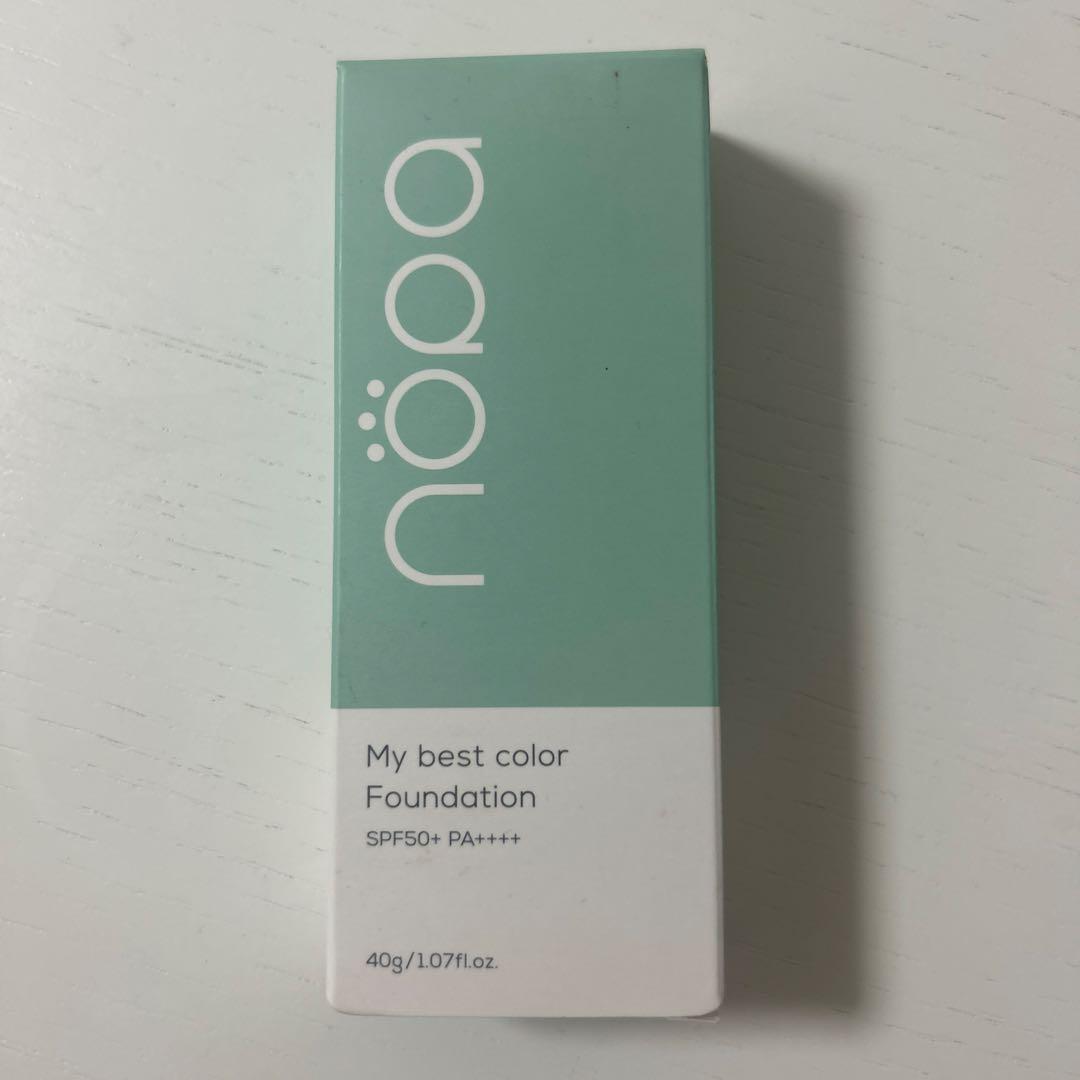 nöpa
My best color
Foundation
SPF50+ PA++++
40g/1.07fl.oz.